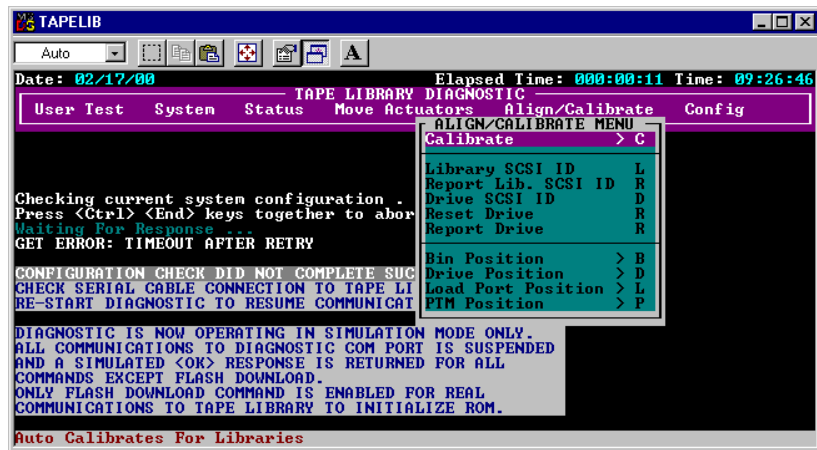 TAPELIB
Auto
A
Date: 02/17/00 Elapsed Time: 000:00:11 Time: 09:26:46
TAPE LIBRARY DIAGNOSTIC
User Test System Status Move Actuators Align/Calibrate Config
ALIGN/CALIBRATE MENU
Calibrate > C
Library SCSI ID L
Report Lib. SCSI ID R
Drive SCSI ID D
Reset Drive R
Report Drive R
Bin Position > B
Drive Position > D
Load Port Position > L
PTM Position > P
Checking current system configuration .
Press <Ctrl> <End> keys together to abor
Waiting For Response ...
GET ERROR: TIMEOUT AFTER RETRY
CONFIGURATION CHECK DID NOT COMPLETE SUC
CHECK SERIAL CABLE CONNECTION TO TAPE LI
RE-START DIAGNOSTIC TO RESUME COMMUNICAT
DIAGNOSTIC IS NOW OPERATING IN SIMULATION MODE ONLY.
ALL COMMUNICATIONS TO DIAGNOSTIC COM PORT IS SUSPENDED
AND A SIMULATED <OK> RESPONSE IS RETURNED FOR ALL
COMMANDS EXCEPT FLASH DOWNLOAD.
ONLY FLASH DOWNLOAD COMMAND IS ENABLED FOR REAL
COMMUNICATIONS TO TAPE LIBRARY TO INITIALIZE ROM.
Auto Calibrates For Libraries